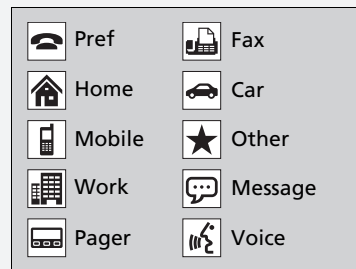 Pref
Fax
Home
Car
Mobile
Other
Work
Message
Pager
Voice